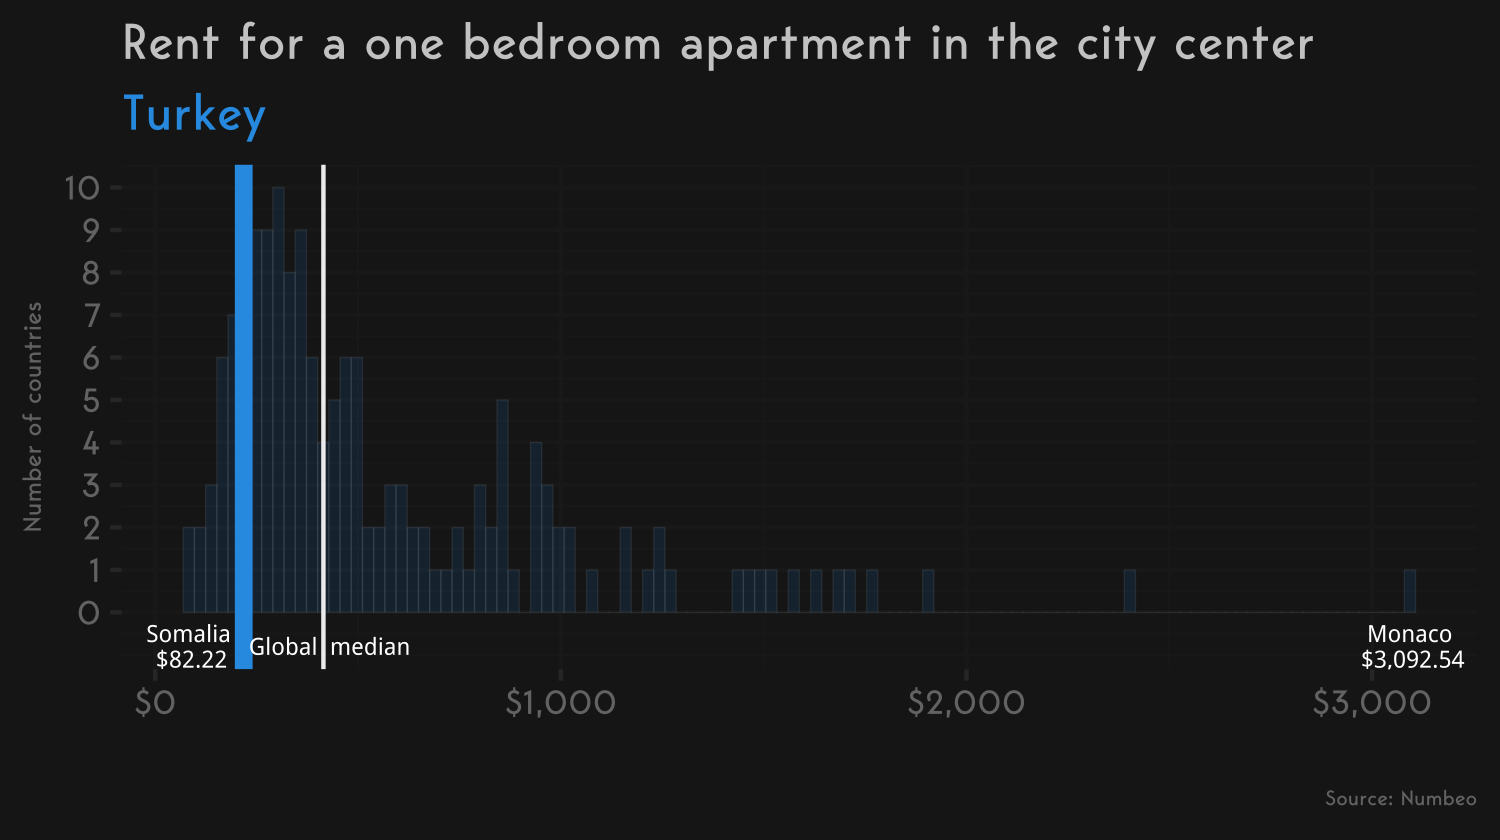 Rent for a one bedroom apartment in the city center
Turkey
Number of countries
10
9
8
7
6
5
4
3
2
1
0
Somalia
$82.22
Global median
Monaco
$3,092.54
$0 $1,000 $2,000 $3,000
Source: Numbeo